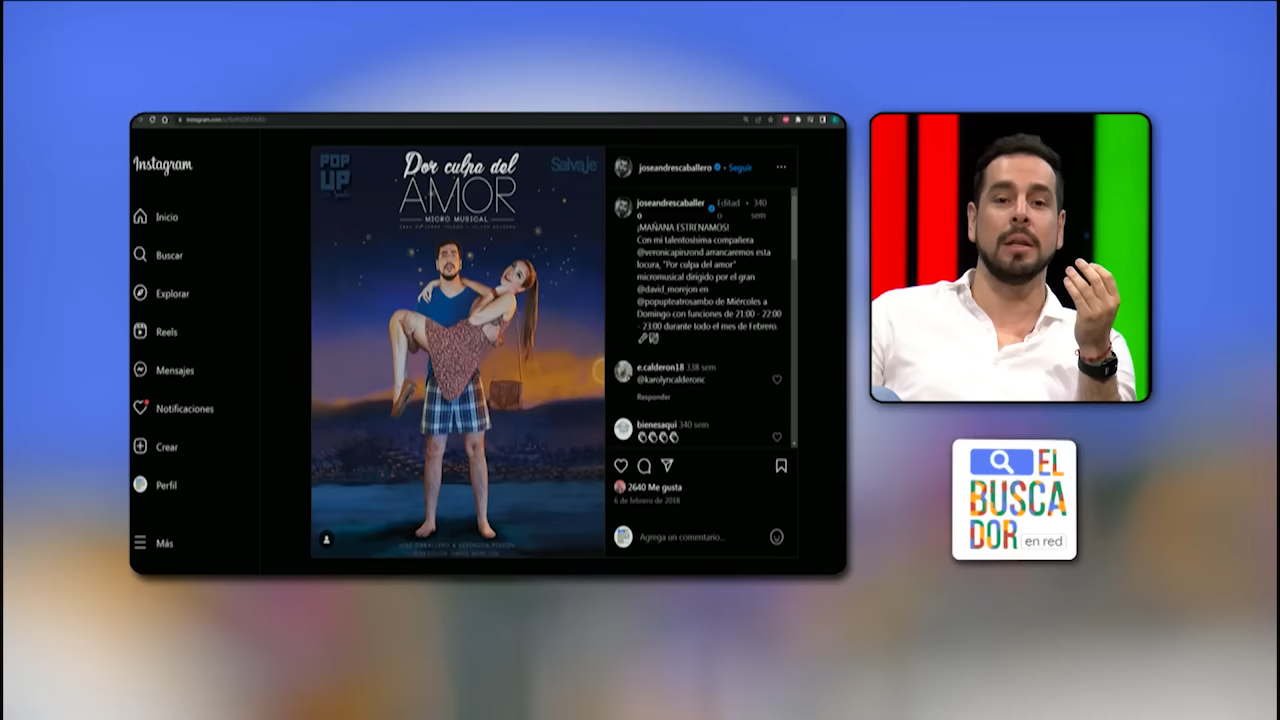 Instagram
Inicio
Buscar
Explorar
Reels
Mensajes
Notificaciones
Crear
Perfil
Más
POP
UP
Por culpa del
AMOR
MICRO MUSICAL
Salvaje
joseandrescaballero • Seguir
joseandrescaballer
o
Editad
o
• 340
sem
¡MAÑANA ESTRENAMOS!
Con mi talentosísima compañera
@veronicapinzond arrancaremos esta
locura, "Por culpa del amor"
micromusical dirigido por el gran
@david_morejon en
@popupteatrosambo de Miércoles a
Domingo con funciones de 21:00 - 22:00
- 23:00 durante todo el mes de Febrero.
e.calderon18 338 sem
@karolyncalderonc
Responder
bienesaqui 340 sem
2640 Me gusta
6 de febrero de 2018
Agrega un comentario...
EL
BUSCA
DOR
en red